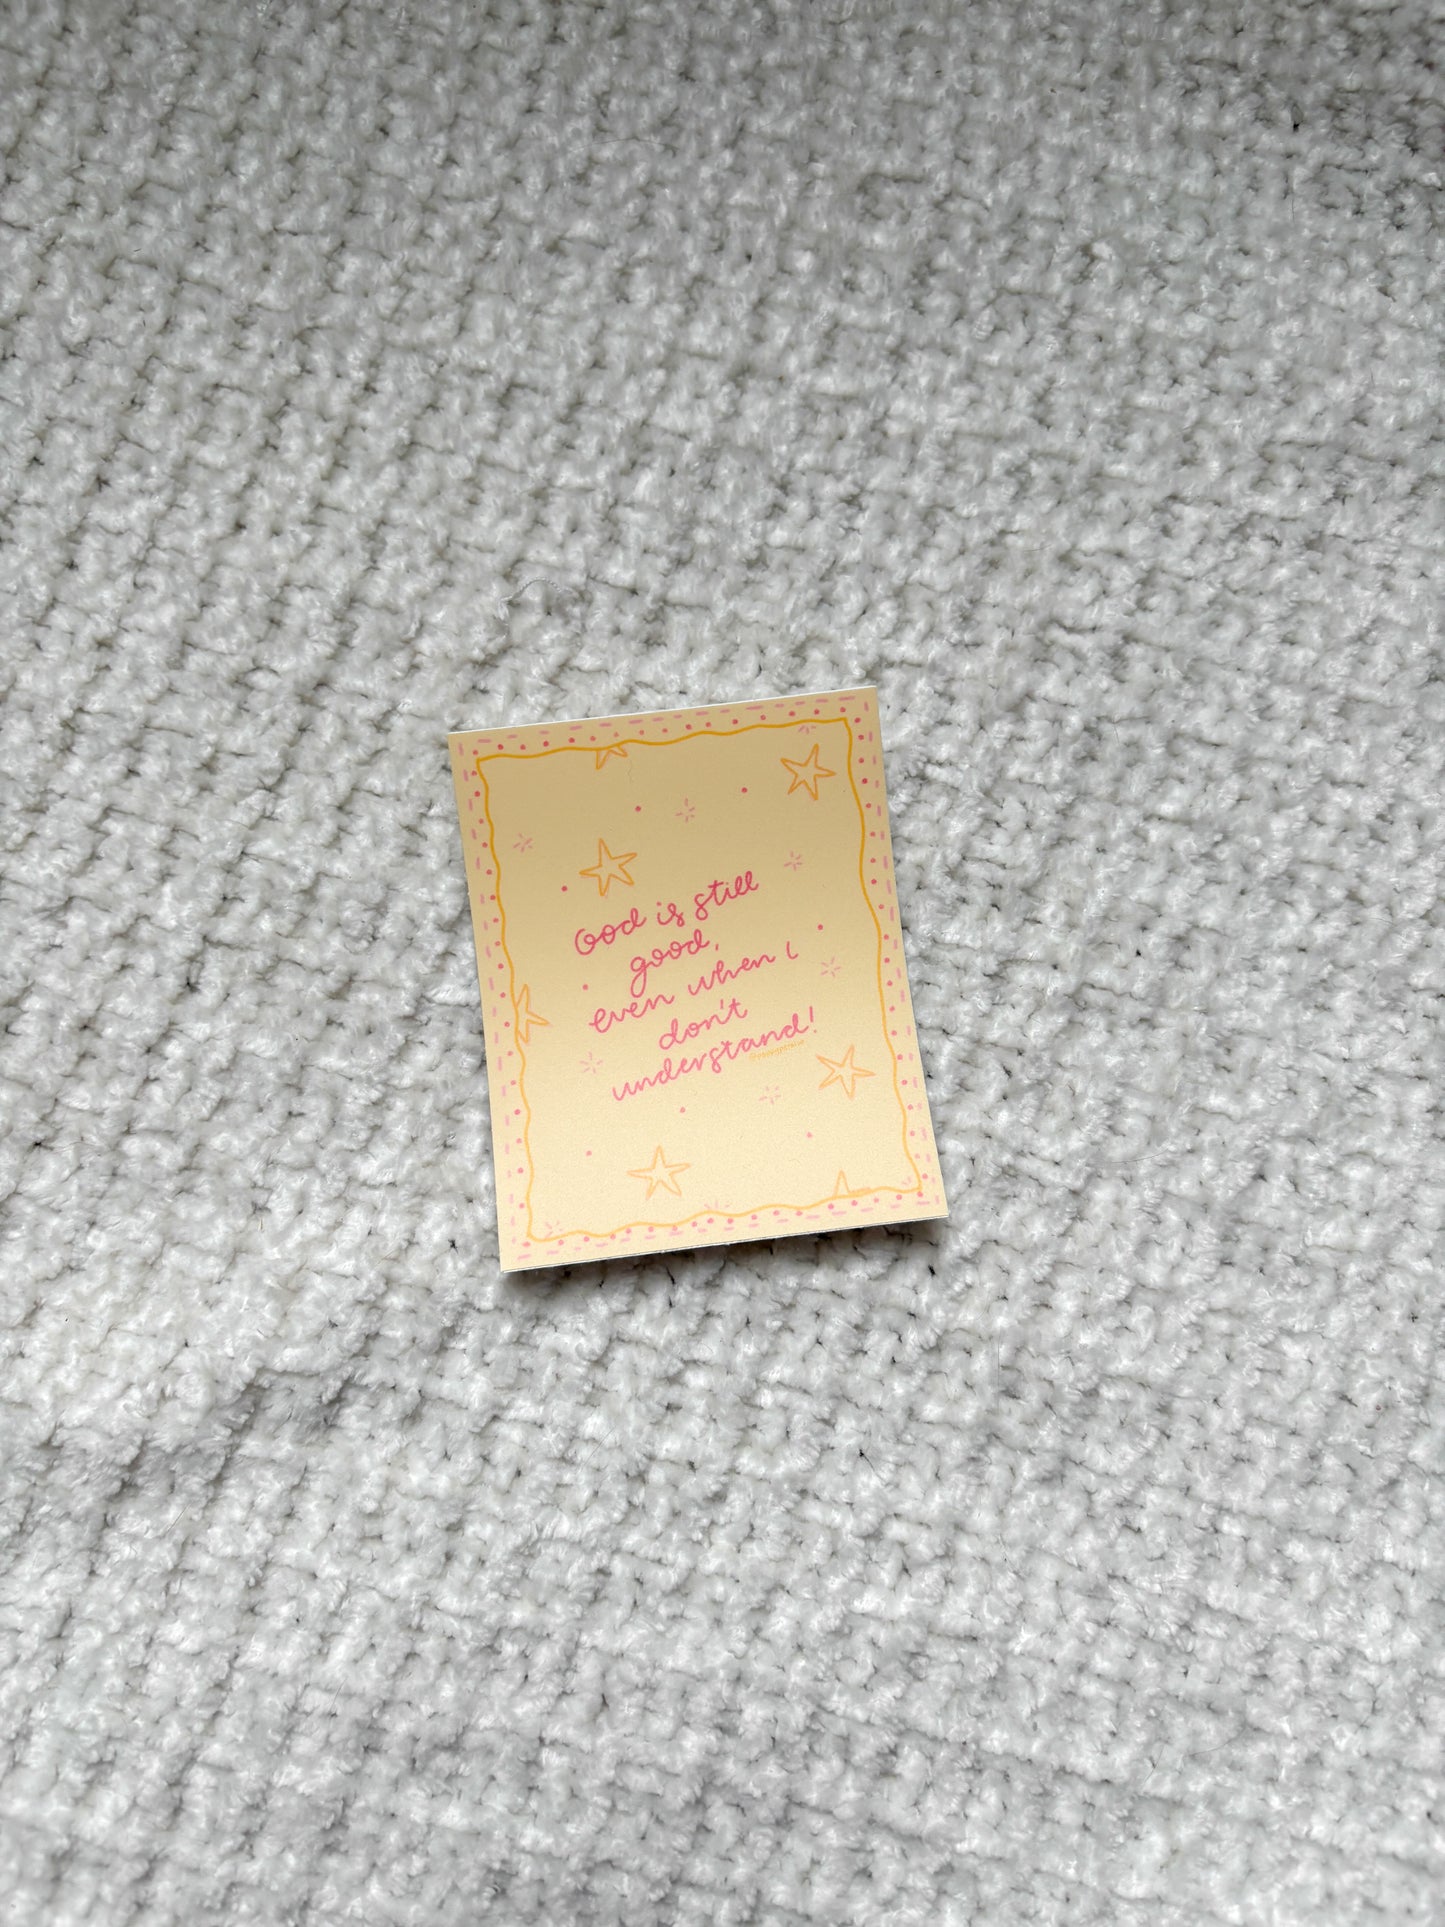 God is still
good,
even when i
don't
understand!